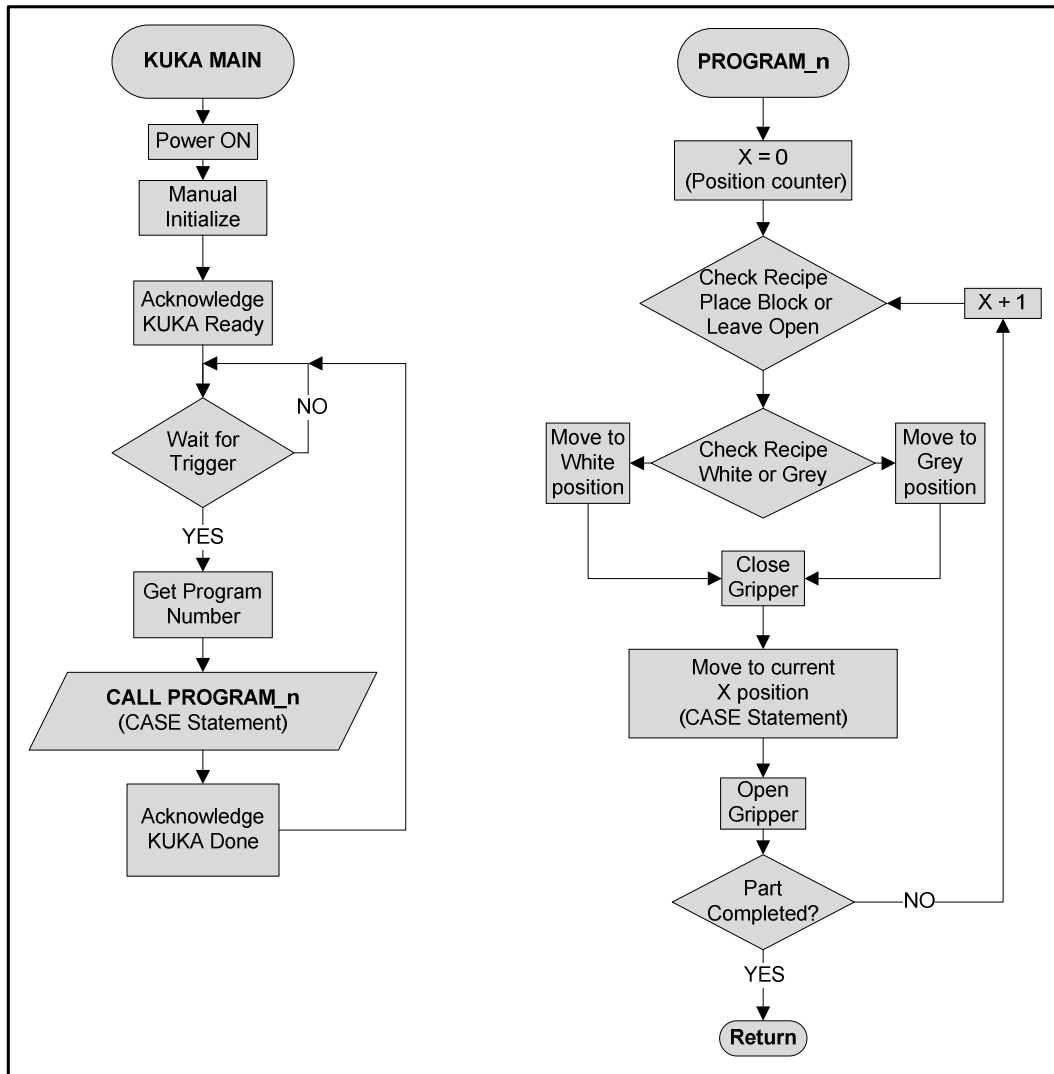 KUKA MAIN
Power ON
Manual
Initialize
Acknowledge
KUKA Ready
NO
Wait for
Trigger
YES
Get Program
Number
CALL PROGRAM_n
(CASE Statement)
Acknowledge
KUKA Done
PROGRAM_n
X = 0
(Position counter)
Check Recipe
Place Block or
Leave Open
X + 1
Move to
White
position
Check Recipe
White or Grey
Move to
Grey
position
Close
Gripper
Move to current
X position
(CASE Statement)
Open
Gripper
Part
Completed?
NO
YES
Return